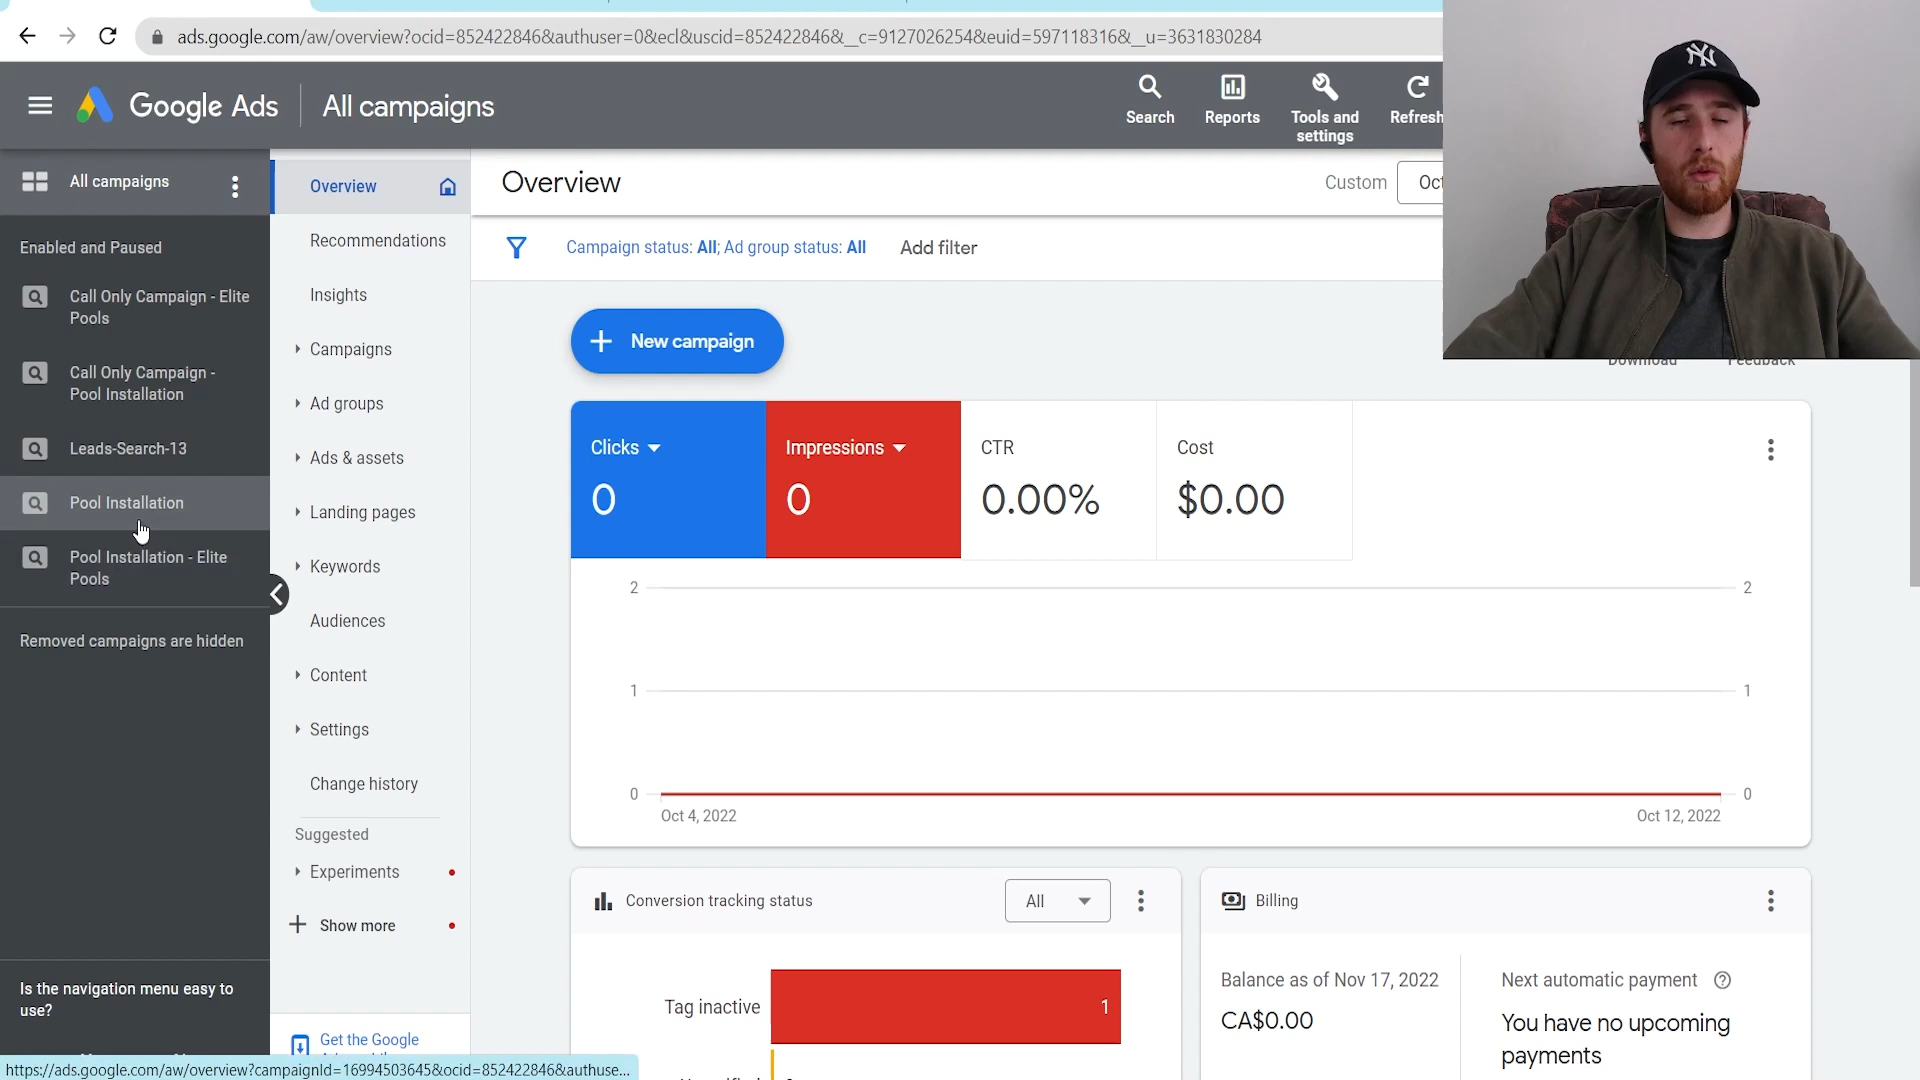 ads.google.com/aw/overview?ocid=852422846&authuser=0&ecl&uscid=852422846&__c=9127026254&euid=597118316&__u=3631830284
Google Ads
All campaigns
Search
Reports
Tools and
settings
Refresh
NY
All campaigns
Enabled and Paused
Call Only Campaign - Elite
Pools
Call Only Campaign -
Pool Installation
Leads-Search-13
Pool Installation
Pool Installation - Elite
Pools
Removed campaigns are hidden
Is the navigation menu easy to
use?
Overview
Recommendations
Insights
Campaigns
Ad groups
Ads & assets
Landing pages
Keywords
Audiences
Content
Settings
Change history
Suggested
Experiments
Show more
Get the Google
Overview
Custom
Oct
Campaign status: All; Ad group status: All
Add filter
New campaign
Download
Feedback
Clicks
0
Impressions
0
CTR
0.00%
Cost
$0.00
2
2
1
1
0
0
Oct 4, 2022
Oct 12, 2022
Conversion tracking status
All
Tag inactive
1
Billing
Balance as of Nov 17, 2022
CA$0.00
Next automatic payment
You have no upcoming
payments
https://ads.google.com/aw/overview?campaignId=16994503645&ocid=852422846&authuse...